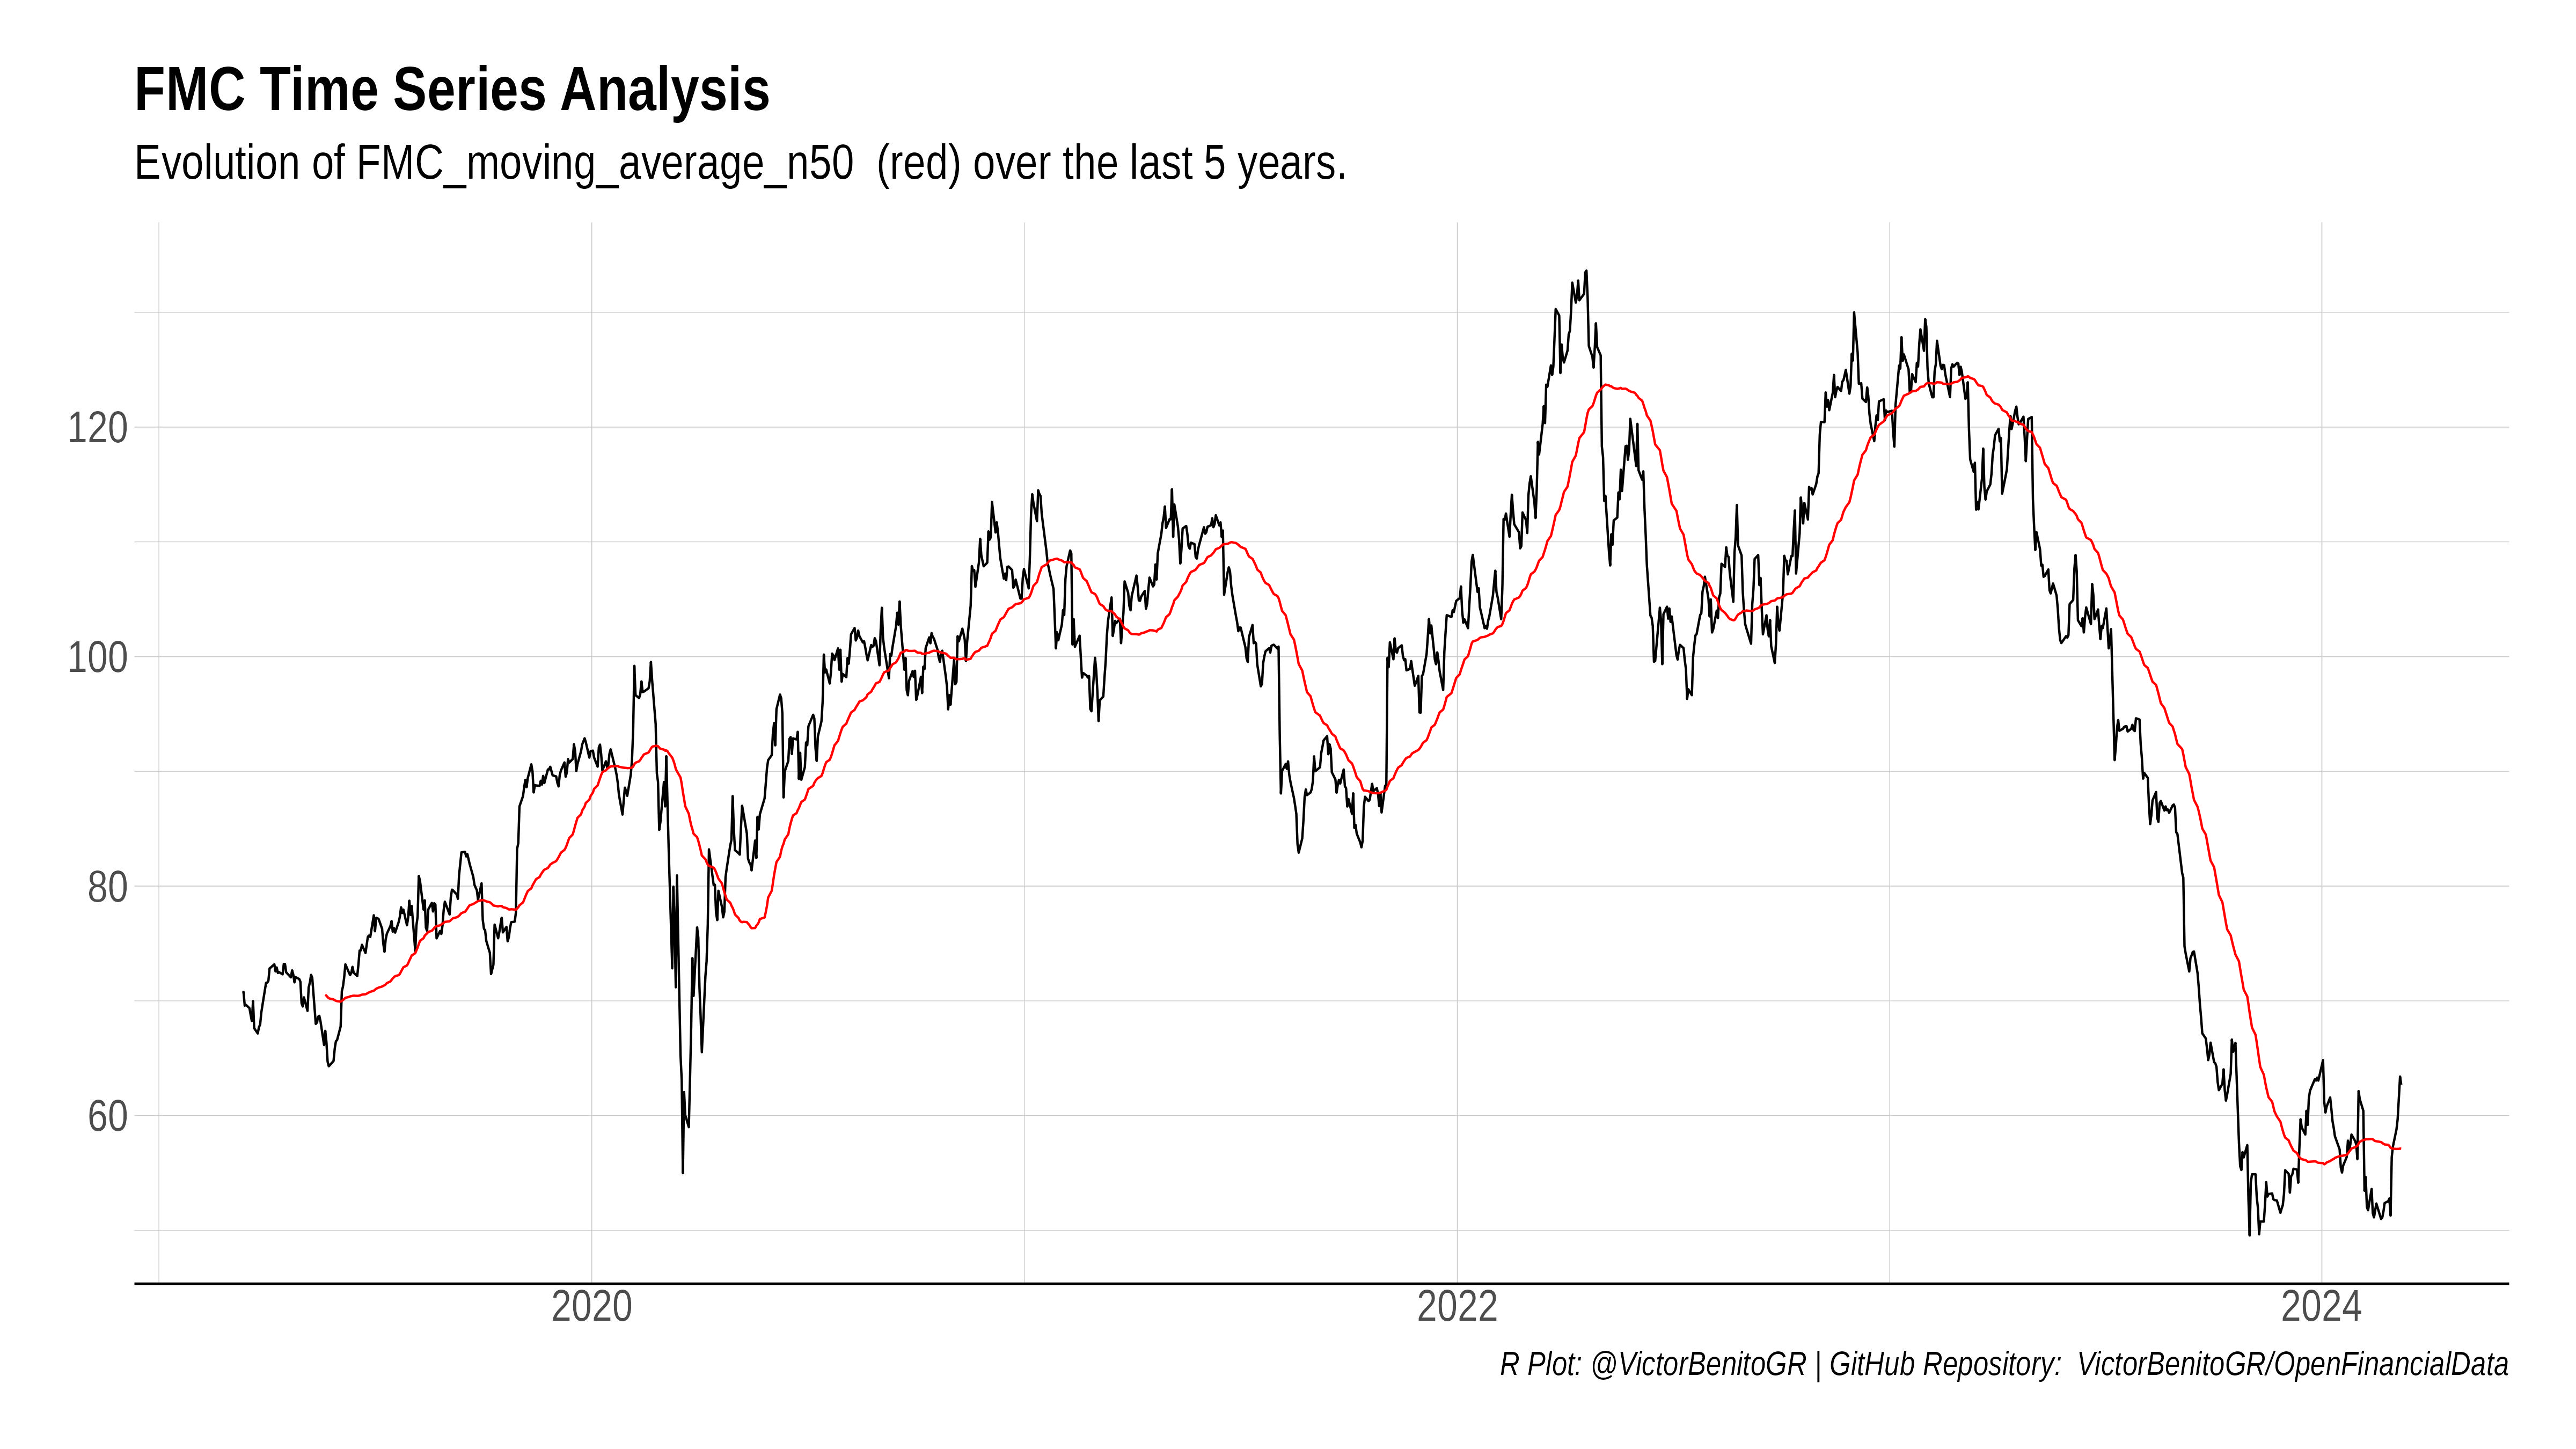 FMC Time Series Analysis
Evolution of FMC_moving_average_n50  (red) over the last 5 years.
120
100
80
60
2020 2022 2024
R Plot: @VictorBenitoGR | GitHub Repository:  VictorBenitoGR/OpenFinancialData